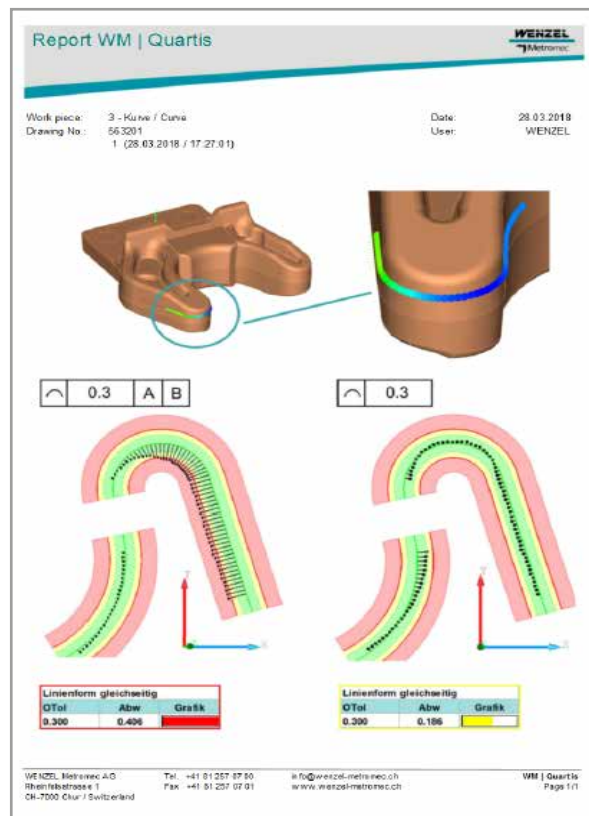 Report WM | Quartis
WENZEL
Metromec
Work piece: 3 - Kurve / Curve
Drawing No.: 563201
1 (28.03.2018 / 17:27:01)
Date: 28.03.2018
User: WENZEL
0.3 A B
0.3
Z
X
Z
X
Linienform gleichseitig
OTol Abw Grafik
0.300 0.406
Linienform gleichseitig
OTol Abw Grafik
0.300 0.186
WENZEL Metromec AG
Rheinfelsstrasse 1
CH-7000 Chur / Switzerland
Tel. +41 81 257 07 00
Fax +41 81 257 07 01
info@wenzel-metromec.ch
www.wenzel-metromec.ch
WM | Quartis
Page 1/1